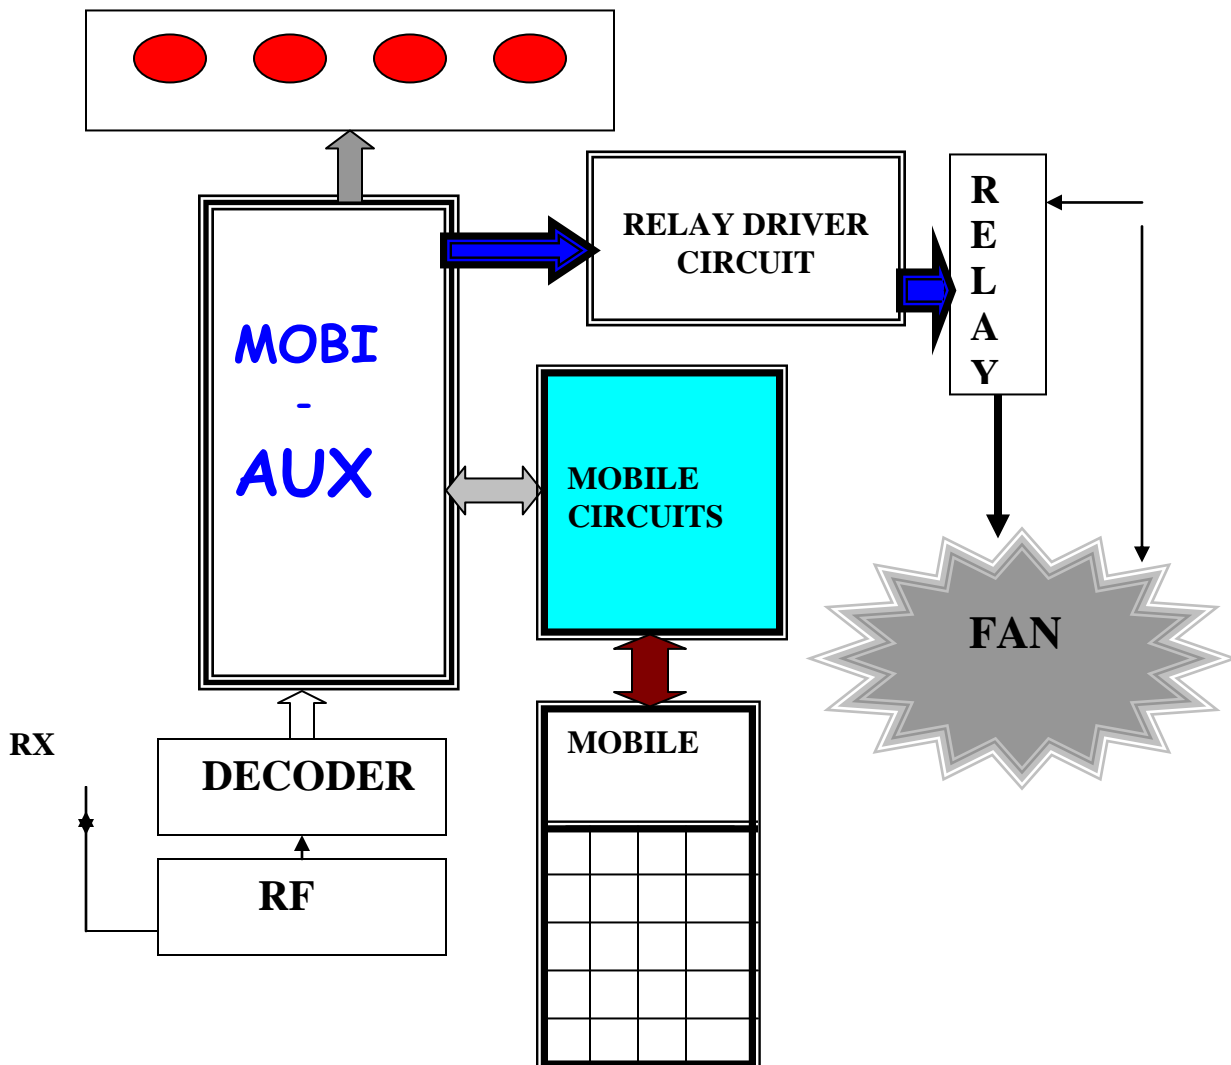 RELAY DRIVER
CIRCUIT
R
E
L
A
Y
MOBI
-
AUX
MOBILE
CIRCUITS
FAN
RX
DECODER
MOBILE
RF